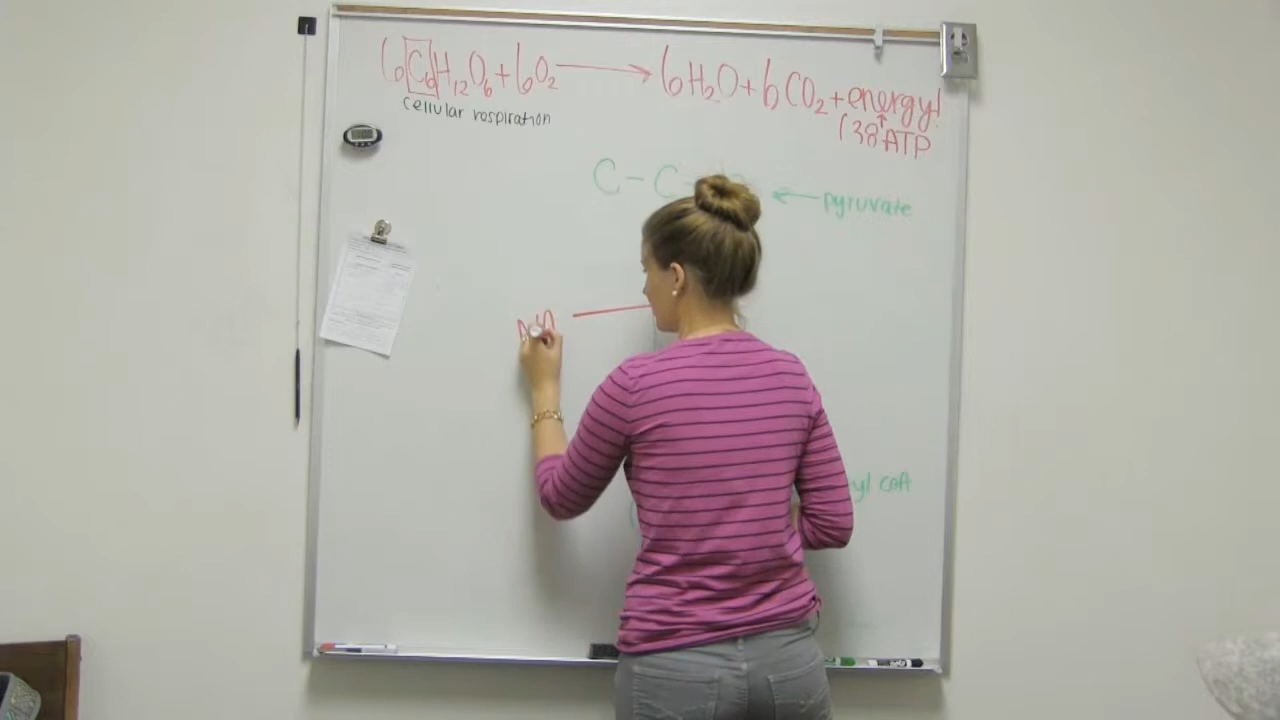 6C6H12O6 + 6O2 → 6H2O + 6CO2 + energy!
cellular respiration
(38 ATP
C – C –
← pyruvate
yl CoA